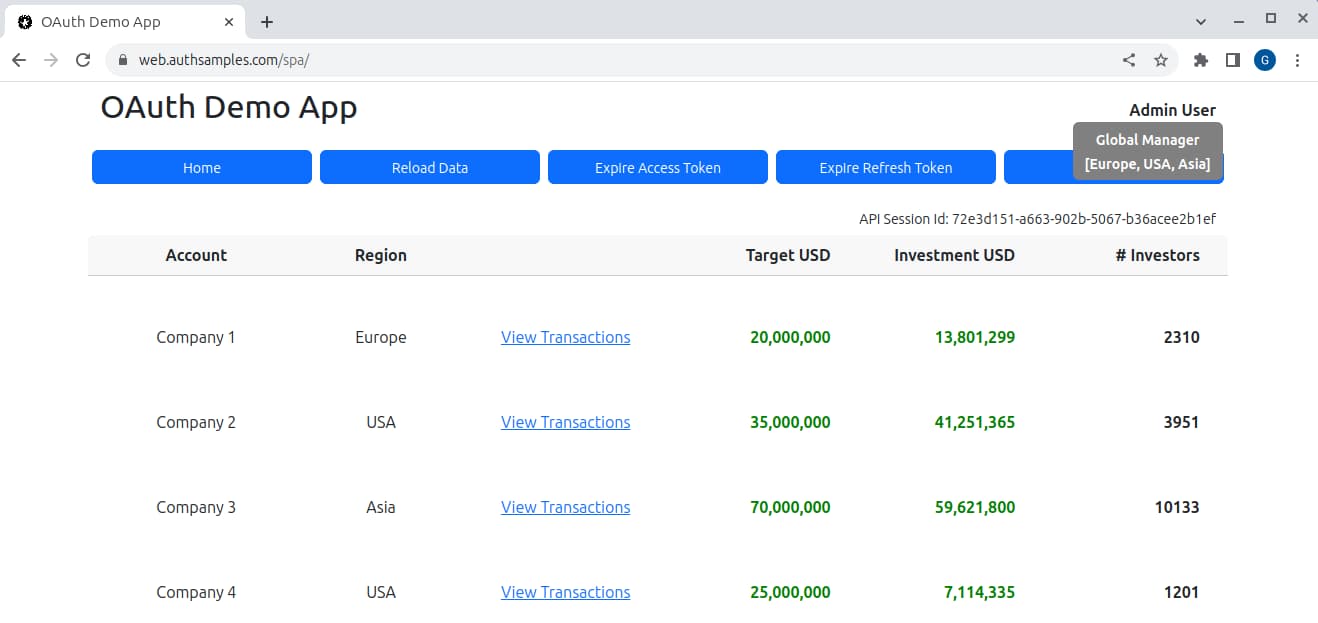 OAuth Demo App
web.authsamples.com/spa/
G
OAuth Demo App
Admin User
Global Manager
[Europe, USA, Asia]
Home Reload Data Expire Access Token Expire Refresh Token
API Session Id: 72e3d151-a663-902b-5067-b36acee2b1ef
Account Region Target USD Investment USD # Investors
Company 1 Europe View Transactions 20,000,000 13,801,299 2310
Company 2 USA View Transactions 35,000,000 41,251,365 3951
Company 3 Asia View Transactions 70,000,000 59,621,800 10133
Company 4 USA View Transactions 25,000,000 7,114,335 1201